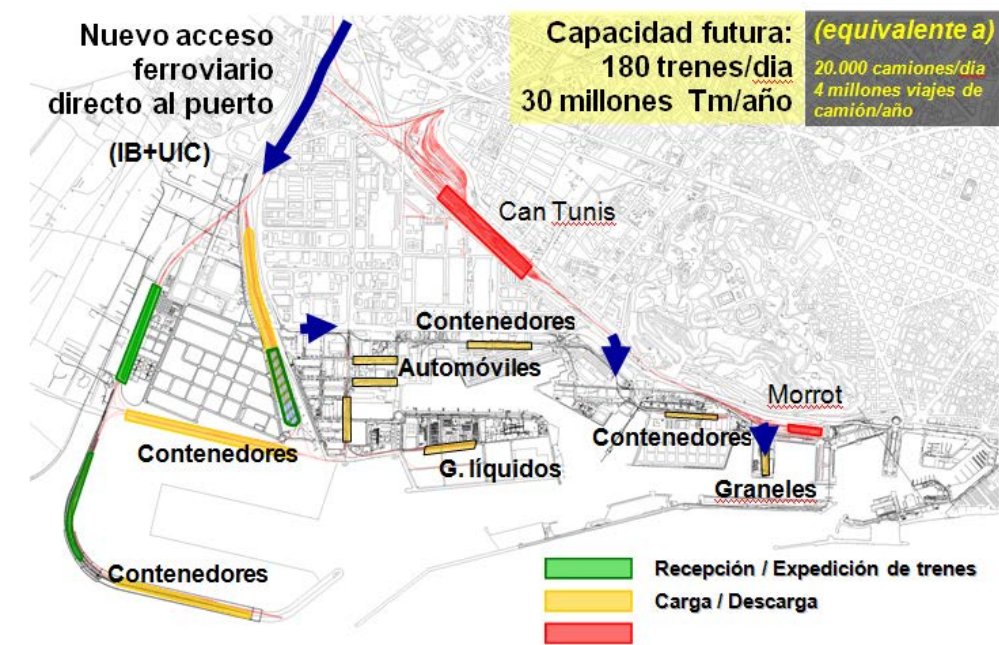 Nuevo acceso
ferroviario
directo al puerto
(IB+UIC)
Capacidad futura:
180 trenes/dia
30 millones Tm/año
(equivalente a)
20.000 camiones/dia
4 millones viajes de
camión/año
Can Tunis
Contenedores
Automóviles
Morrot
Contenedores
Contenedores
G. líquidos
Graneles
Contenedores
Recepción / Expedición de trenes
Carga / Descarga